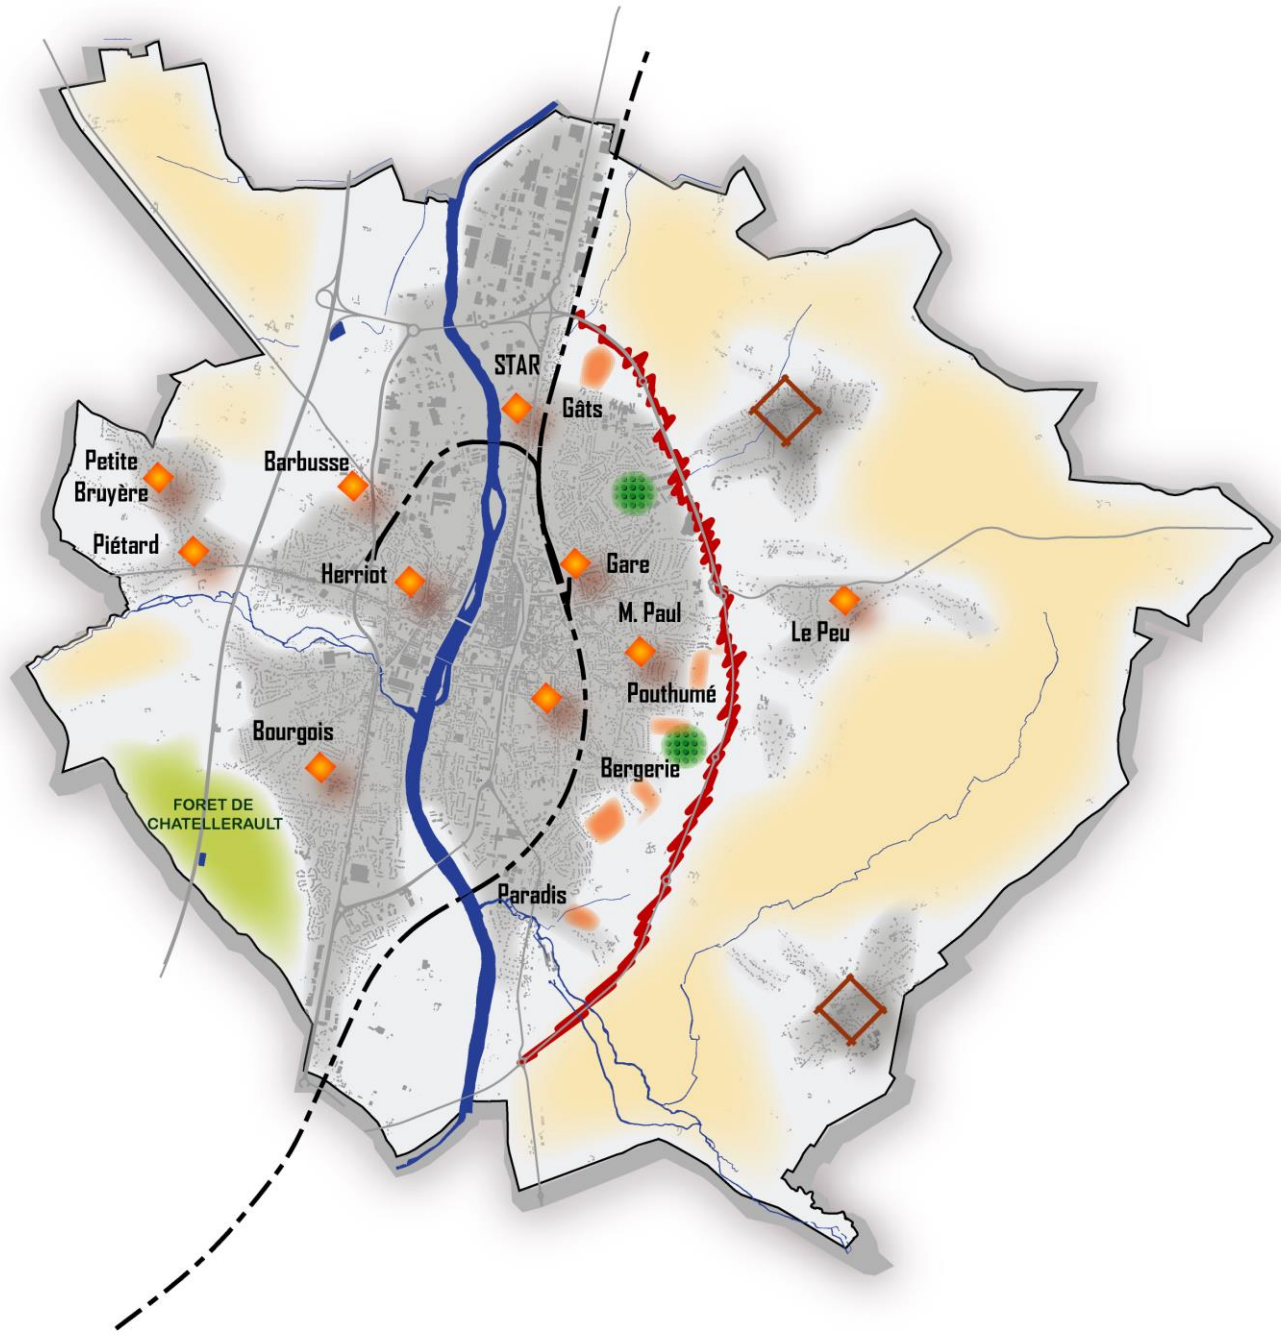 STAR
Gâts
Petite
Bruyère
Barbusse
Piétard
Herriot
Gare
M. Paul
Le Peu
Pouthumé
Bourgois
Bergerie
FORET DE
CHATELLERAULT
Paradis